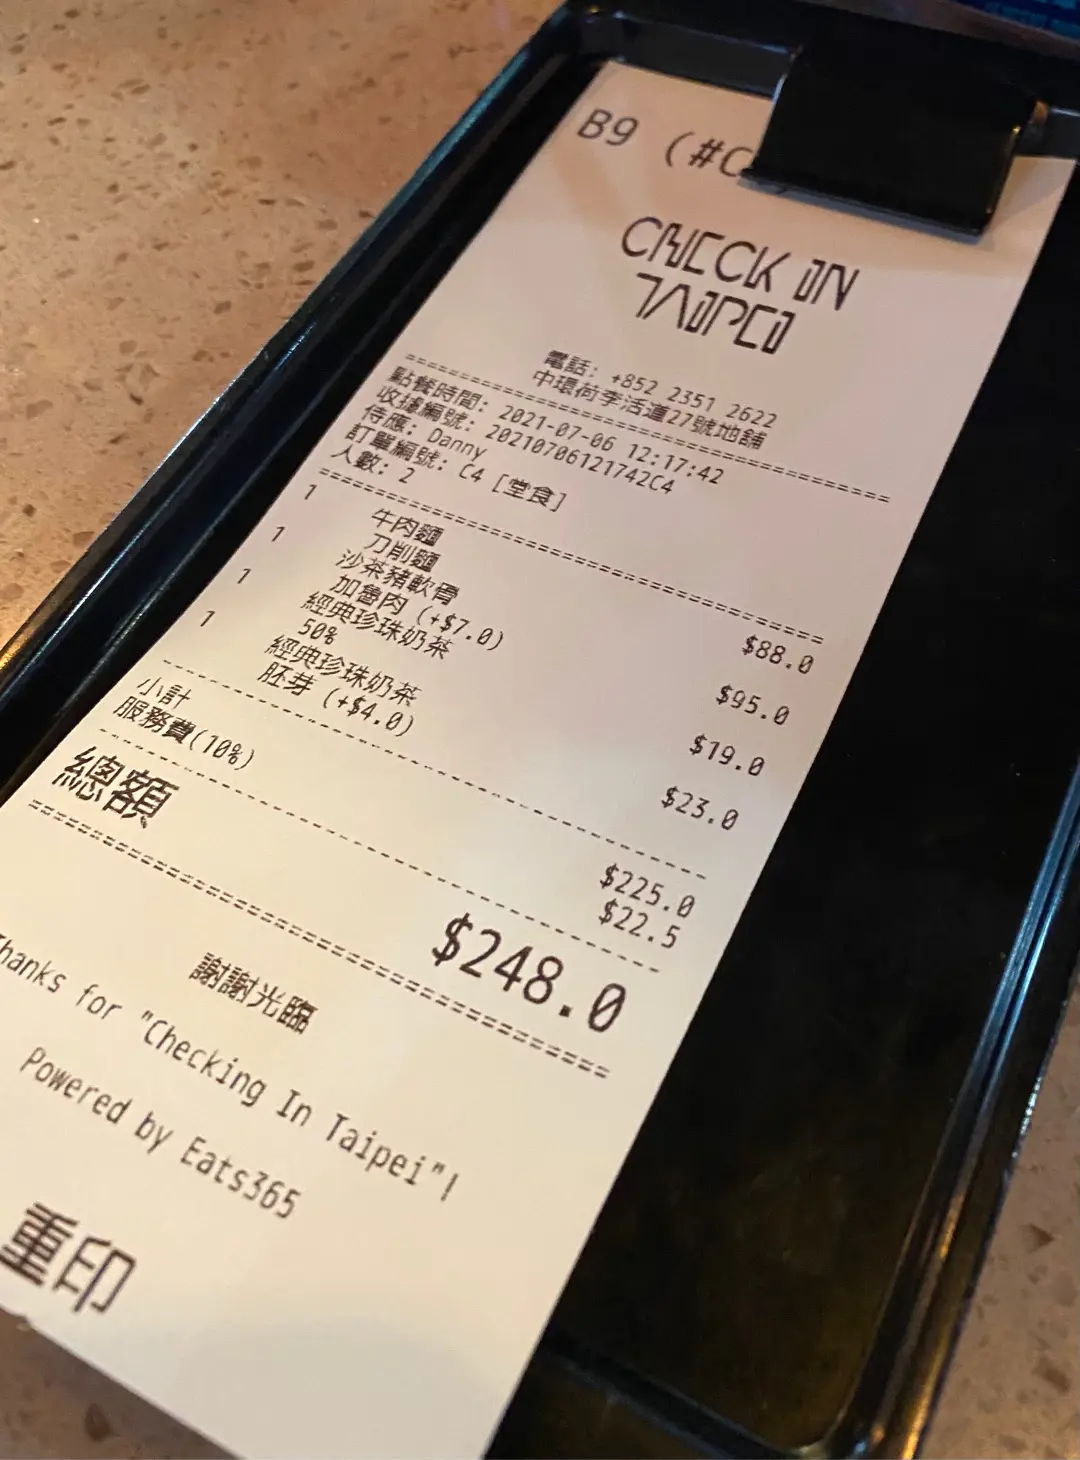 B9 (#C
CHECK IN
TAIPEI
電話: +852 2351 2622
中環荷李活道27號地舖
點餐時間: 2021-07-06 12:17:42
收據編號: 20210706121742C4
侍應: Danny
訂單編號: C4 [堂食]
人數: 2
1 牛肉麵 $88.0
刀削麵
1 沙茶豬軟骨 $95.0
加魯肉 (+$7.0)
1 經典珍珠奶茶 $19.0
50%
1 經典珍珠奶茶 $23.0
胚芽 (+$4.0)
小計 $225.0
服務費(10%) $22.5
總額 $248.0
謝謝光臨
Thanks for "Checking In Taipei"!
Powered by Eats365
重印